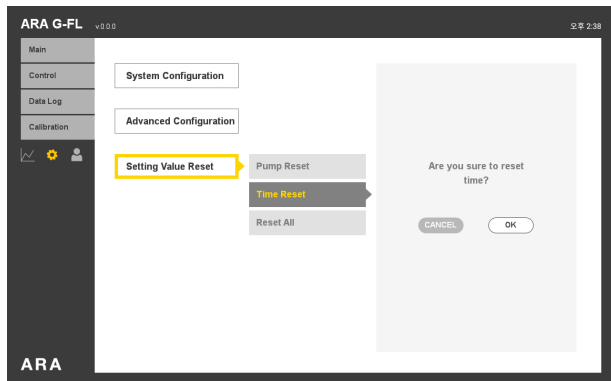 ARA G-FL v.0.0.0 오후 2:38
Main
Control
Data Log
Calibration
System Configuration
Advanced Configuration
Setting Value Reset
Pump Reset
Time Reset
Reset All
Are you sure to reset
time?
CANCEL OK
ARA